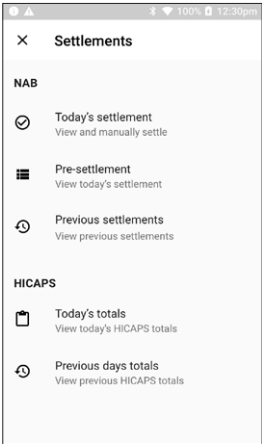 100% 12:30pm
Settlements
NAB
Today's settlement
View and manually settle
Pre-settlement
View today's settlement
Previous settlements
View previous settlements
HICAPS
Today's totals
View today's HICAPS totals
Previous days totals
View previous HICAPS totals